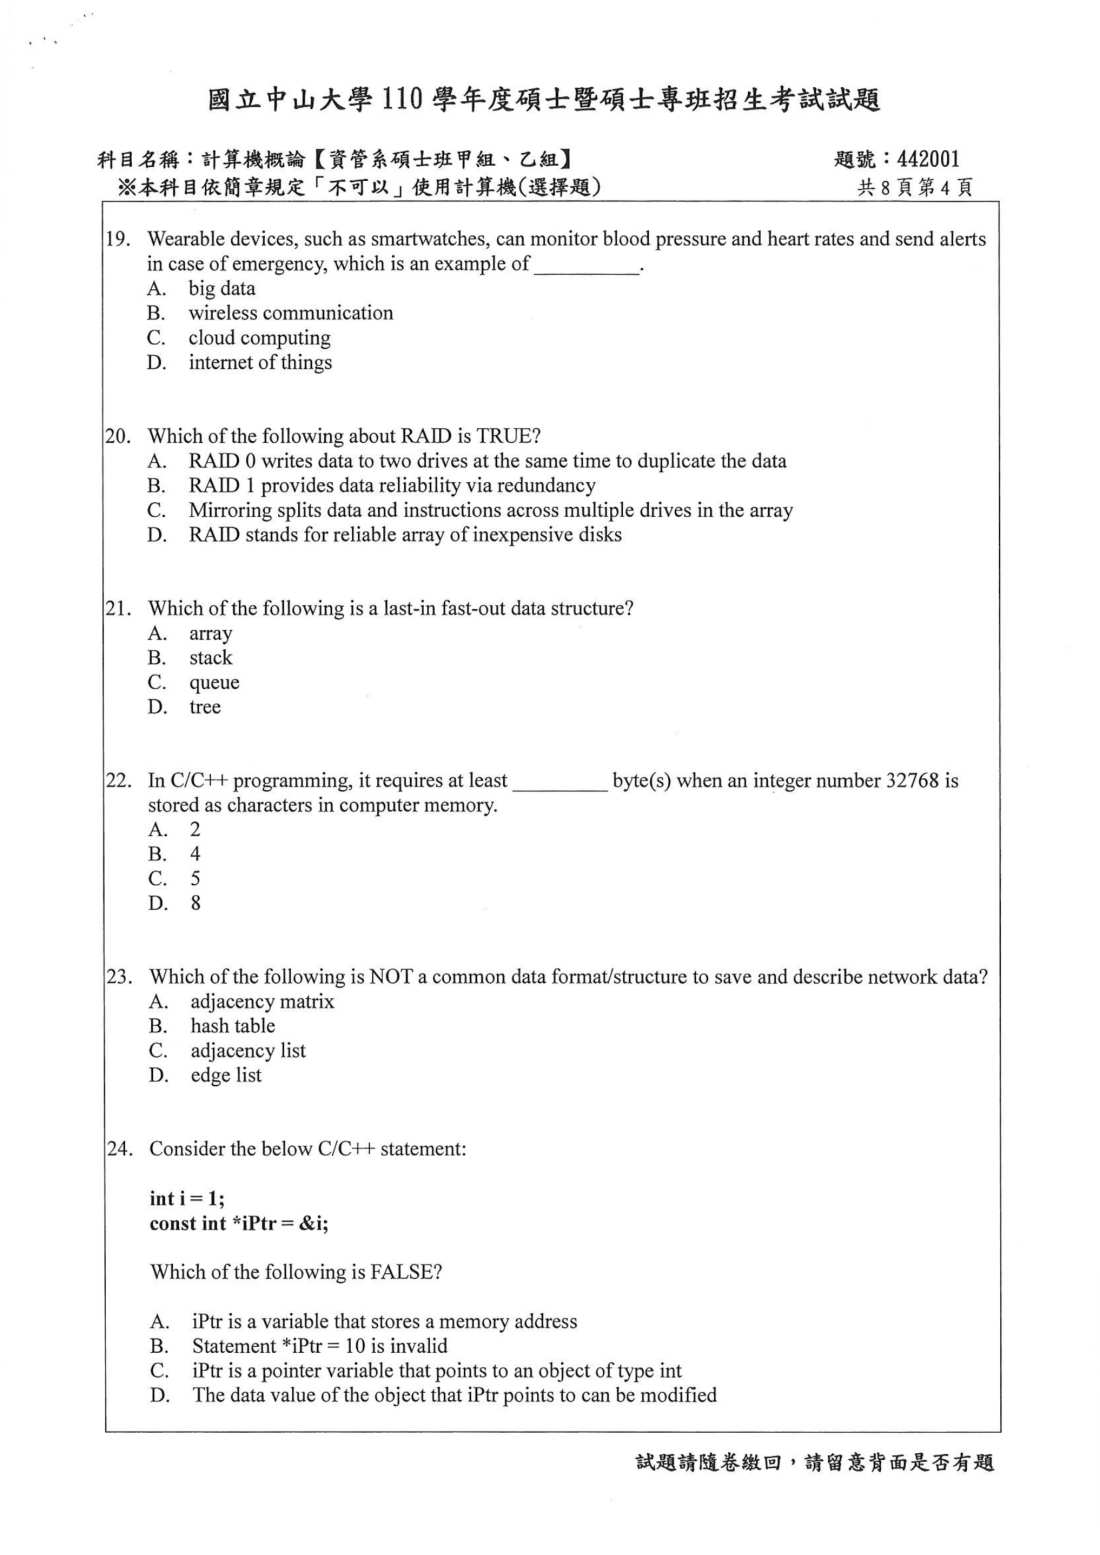 國立中山大學 110 學年度碩士暨碩士專班招生考試試題
科目名稱：計算機概論【資管系碩士班甲組、乙組】
題號：442001
※本科目依簡章規定「不可以」使用計算機(選擇題)
共 8 頁第 4 頁
19. Wearable devices, such as smartwatches, can monitor blood pressure and heart rates and send alerts
in case of emergency, which is an example of __________.
A. big data
B. wireless communication
C. cloud computing
D. internet of things
20. Which of the following about RAID is TRUE?
A. RAID 0 writes data to two drives at the same time to duplicate the data
B. RAID 1 provides data reliability via redundancy
C. Mirroring splits data and instructions across multiple drives in the array
D. RAID stands for reliable array of inexpensive disks
21. Which of the following is a last-in fast-out data structure?
A. array
B. stack
C. queue
D. tree
22. In C/C++ programming, it requires at least _________ byte(s) when an integer number 32768 is
stored as characters in computer memory.
A. 2
B. 4
C. 5
D. 8
23. Which of the following is NOT a common data format/structure to save and describe network data?
A. adjacency matrix
B. hash table
C. adjacency list
D. edge list
24. Consider the below C/C++ statement:
int i = 1;
const int *iPtr = &i;
Which of the following is FALSE?
A. iPtr is a variable that stores a memory address
B. Statement *iPtr = 10 is invalid
C. iPtr is a pointer variable that points to an object of type int
D. The data value of the object that iPtr points to can be modified
試題請隨卷繳回，請留意背面是否有題